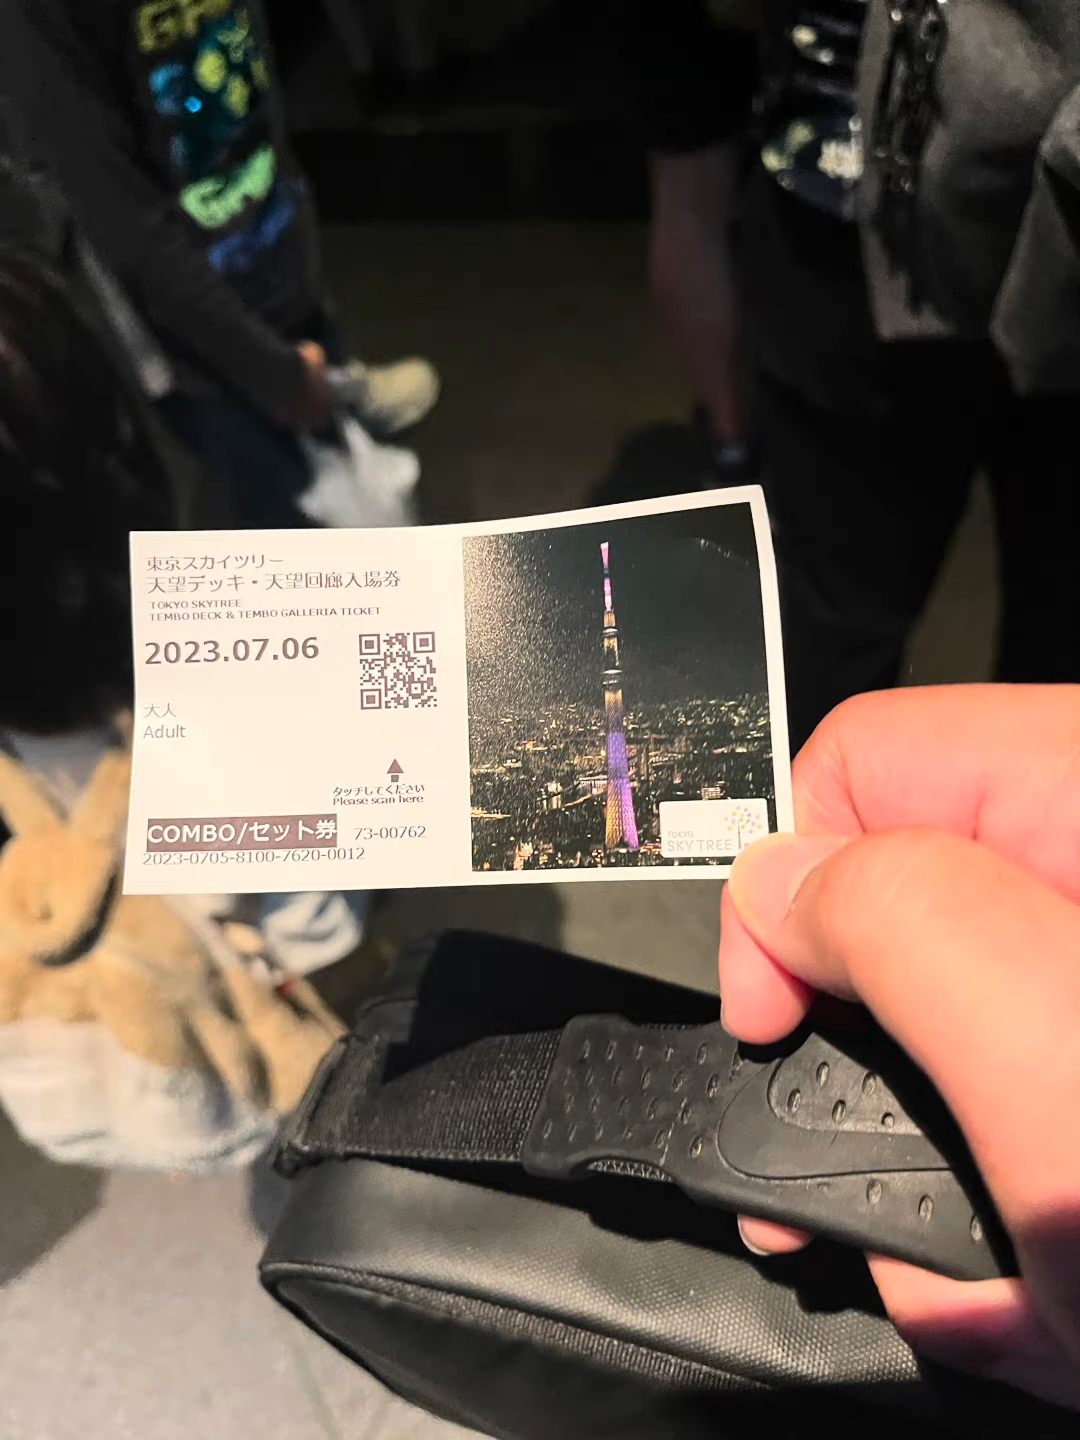 東京スカイツリー
天望デッキ・天望回廊入場券
TOKYO SKYTREE
TEMBO DECK & TEMBO GALLERIA TICKET
2023.07.06
大人
Adult
タッチしてください
Please scan here
COMBO/セット券 73-00762
2023-0705-8100-7620-0012
TOKYO
SKY TREE